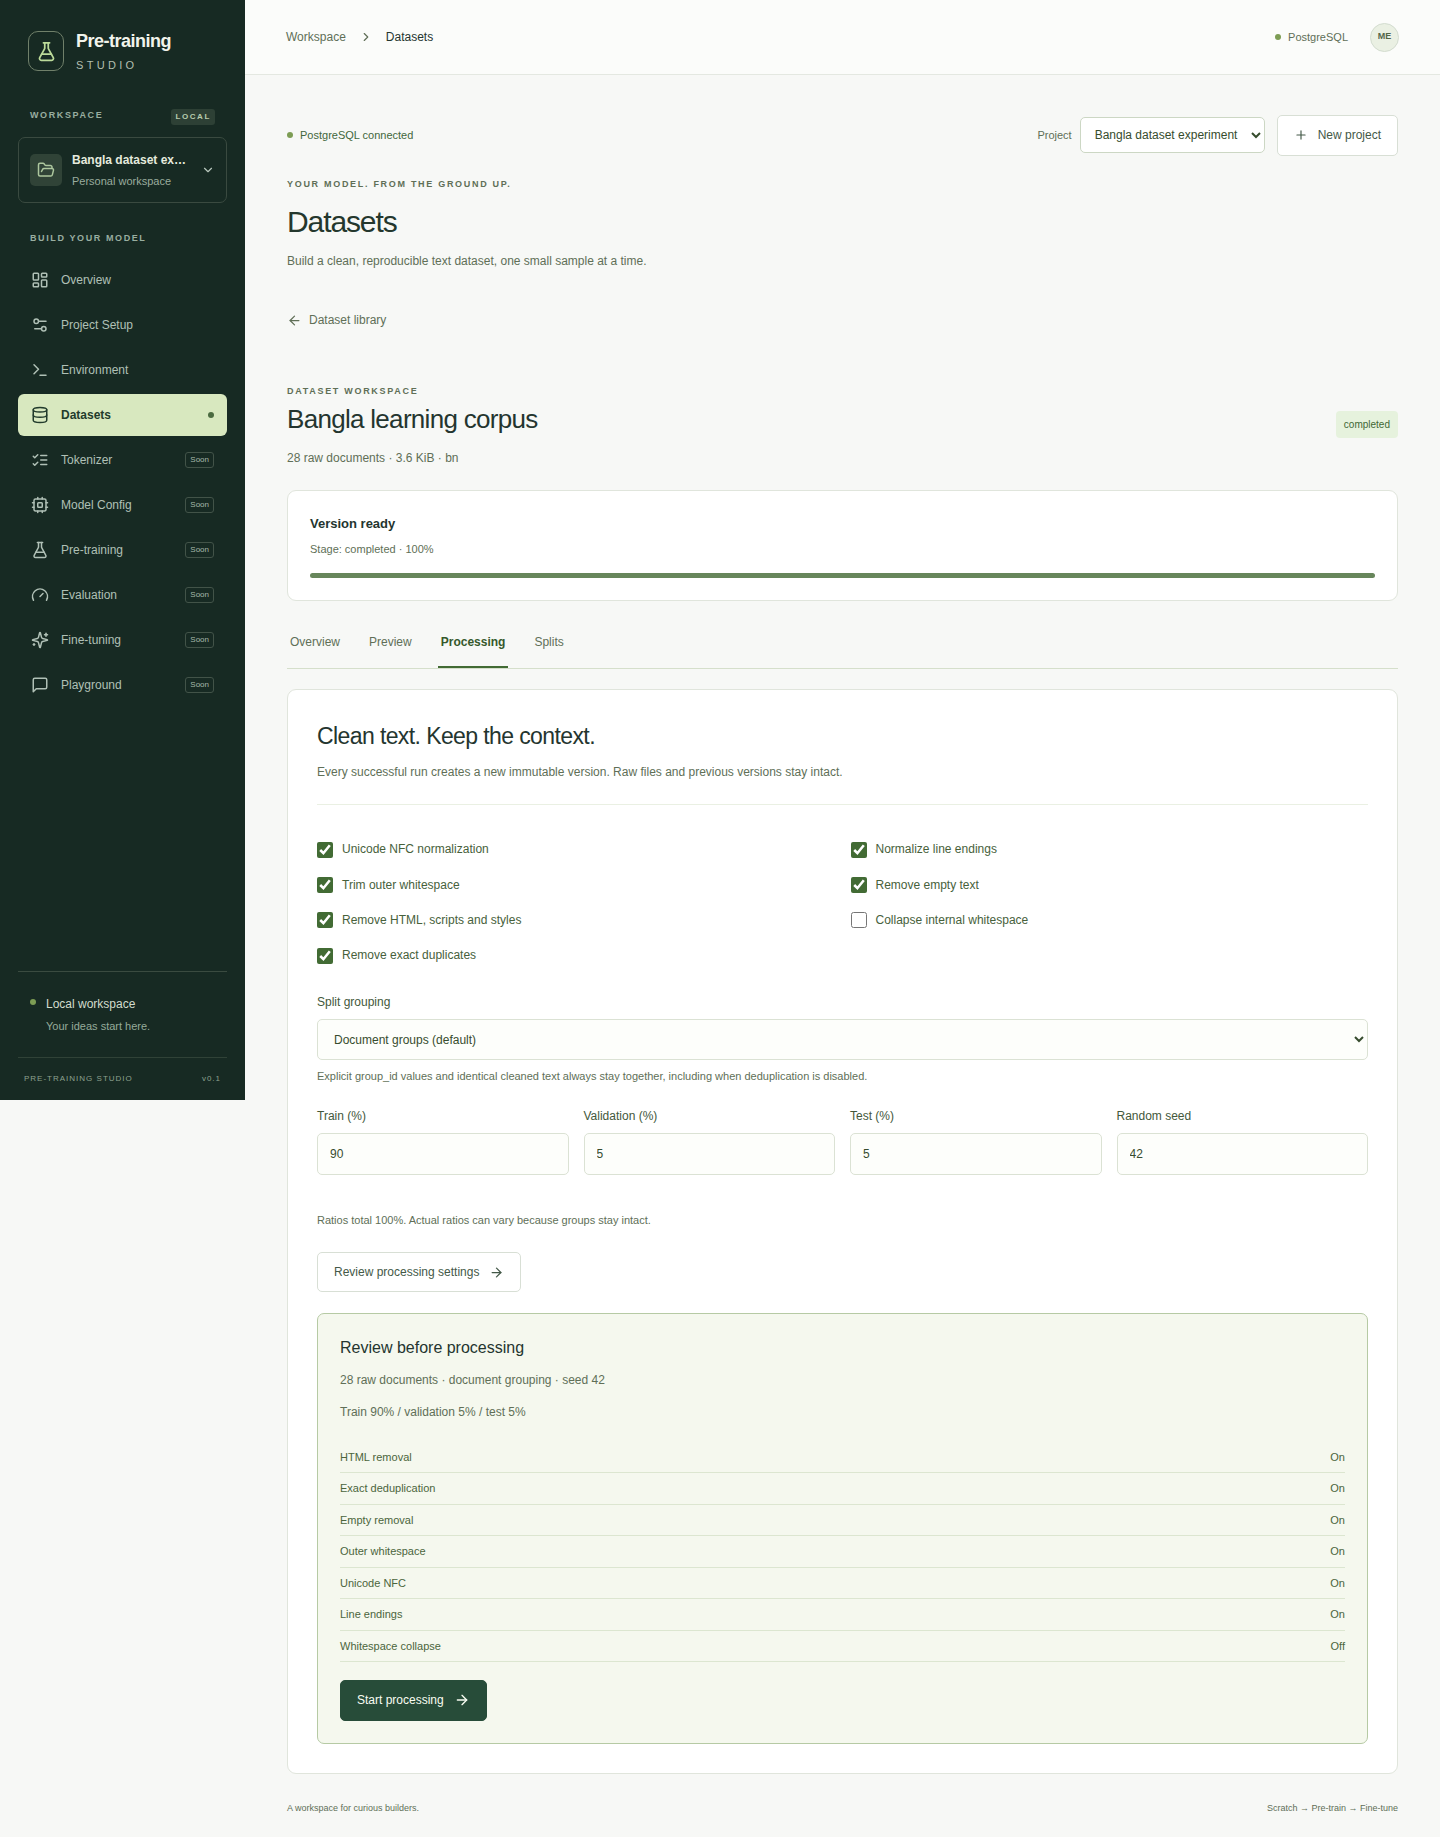 Pre-training
STUDIO
WORKSPACE LOCAL
Bangla dataset ex...
Personal workspace
BUILD YOUR MODEL
Overview
Project Setup
Environment
Datasets
Tokenizer Soon
Model Config Soon
Pre-training Soon
Evaluation Soon
Fine-tuning Soon
Playground Soon
Local workspace
Your ideas start here.
PRE-TRAINING STUDIO v0.1
Workspace Datasets PostgreSQL ME
PostgreSQL connected Project Bangla dataset experiment New project
YOUR MODEL. FROM THE GROUND UP.
Datasets
Build a clean, reproducible text dataset, one small sample at a time.
Dataset library
DATASET WORKSPACE
Bangla learning corpus completed
28 raw documents · 3.6 KiB · bn
Version ready
Stage: completed · 100%
Overview Preview Processing Splits
Clean text. Keep the context.
Every successful run creates a new immutable version. Raw files and previous versions stay intact.
Unicode NFC normalization Normalize line endings
Trim outer whitespace Remove empty text
Remove HTML, scripts and styles Collapse internal whitespace
Remove exact duplicates
Split grouping
Document groups (default)
Explicit group_id values and identical cleaned text always stay together, including when deduplication is disabled.
Train (%) Validation (%) Test (%) Random seed
90 5 5 42
Ratios total 100%. Actual ratios can vary because groups stay intact.
Review processing settings →
Review before processing
28 raw documents · document grouping · seed 42
Train 90% / validation 5% / test 5%
HTML removal On
Exact deduplication On
Empty removal On
Outer whitespace On
Unicode NFC On
Line endings On
Whitespace collapse Off
Start processing →
A workspace for curious builders. Scratch → Pre-train → Fine-tune